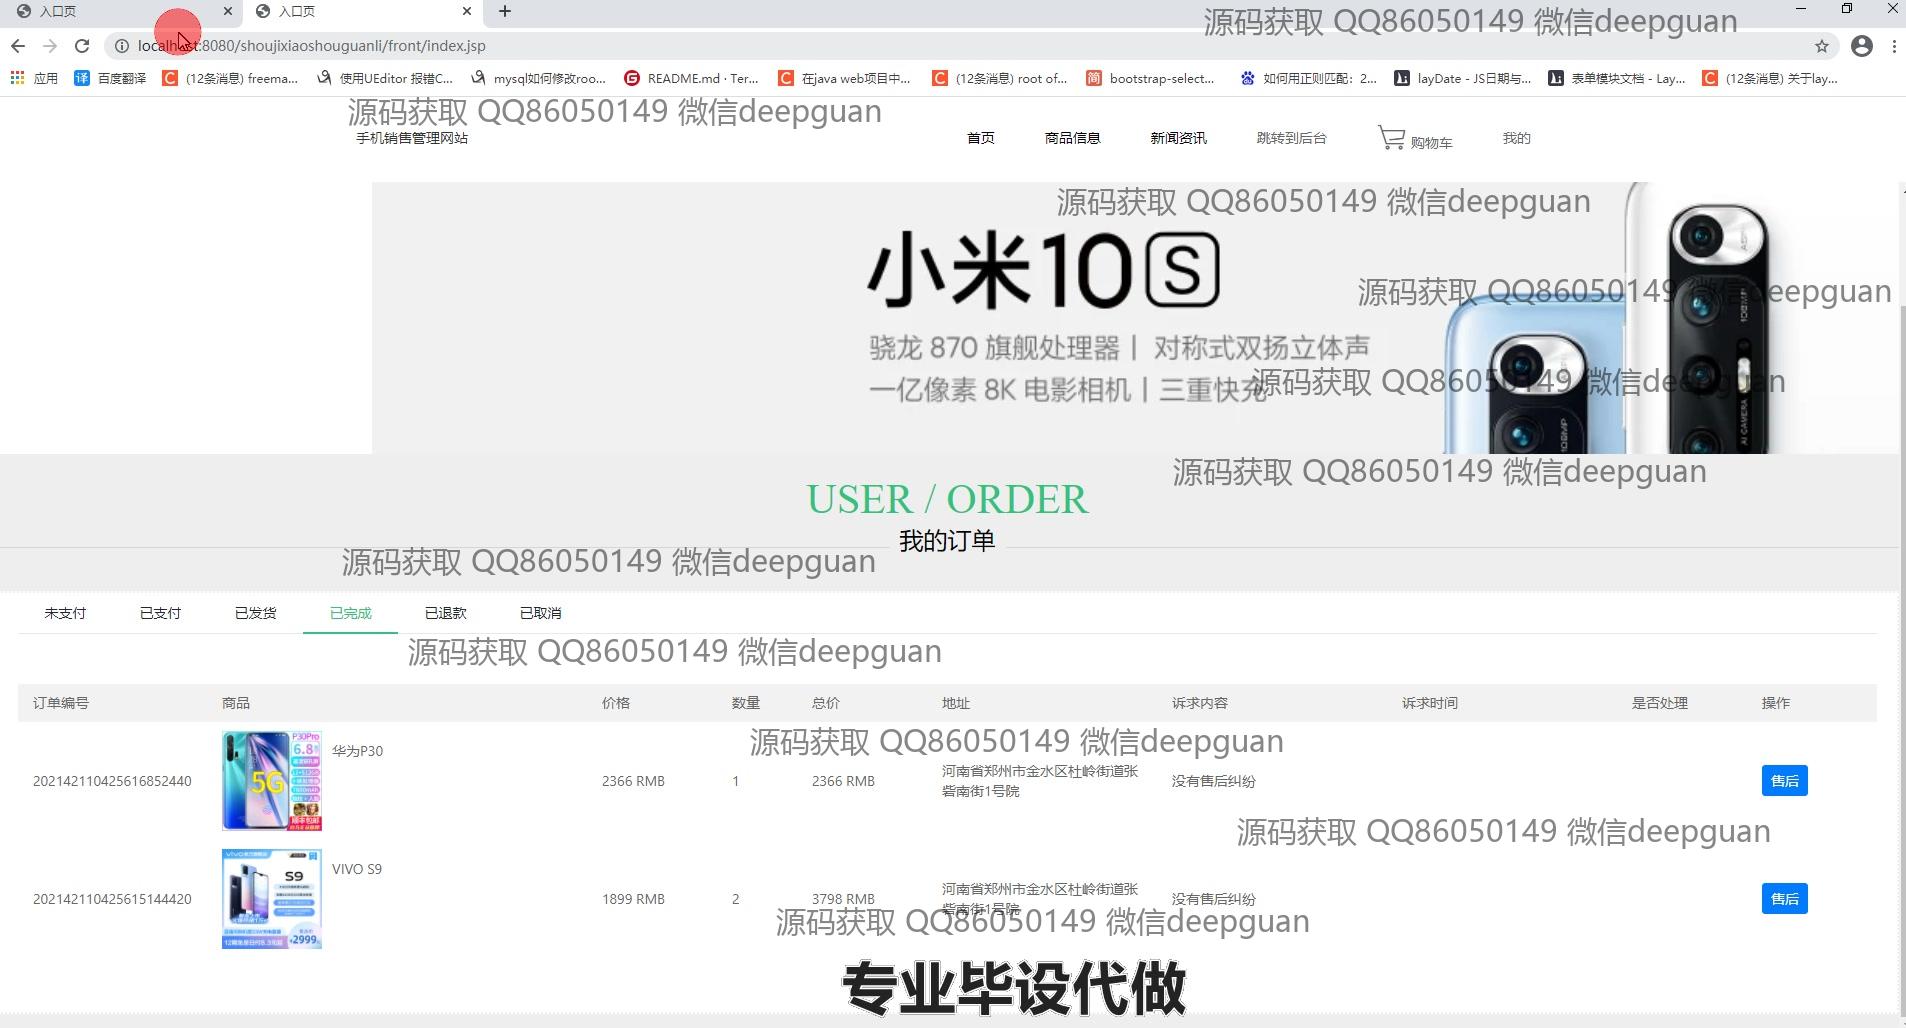 入口页
入口页
源码获取 QQ86050149 微信deepguan
localhost:8080/shoujixiaoshouguanli/front/index.jsp
应用
百度翻译
(12条消息) freema...
使用UEditor 报错C...
mysql如何修改roo...
README.md · Ter...
在java web项目中...
(12条消息) root of...
bootstrap-select...
如何用正则匹配：2...
layDate - JS日期与...
表单模块文档 - Lay...
(12条消息) 关于lay...
源码获取 QQ86050149 微信deepguan
手机销售管理网站
首页
商品信息
新闻资讯
跳转到后台
购物车
我的
源码获取 QQ86050149 微信deepguan
小米10S
源码获取 QQ86050149 微信deepguan
骁龙 870 旗舰处理器丨 对称式双扬立体声
一亿像素 8K 电影相机丨三重快充
源码获取 QQ86050149 微信deepguan
108MP
AI CAMERA
108MP
源码获取 QQ86050149 微信deepguan
USER / ORDER
我的订单
源码获取 QQ86050149 微信deepguan
未支付
已支付
已发货
已完成
已退款
已取消
源码获取 QQ86050149 微信deepguan
订单编号 商品 价格 数量 总价 地址 诉求内容 诉求时间 是否处理 操作
源码获取 QQ86050149 微信deepguan
P30Pro
6.8
5G
华为P30
202142110425616852440
2366 RMB
1
2366 RMB
河南省郑州市金水区杜岭街道张
砦南街1号院
没有售后纠纷
售后
源码获取 QQ86050149 微信deepguan
vivo
S9
2999
VIVO S9
202142110425615144420
1899 RMB
2
3798 RMB
河南省郑州市金水区杜岭街道张
砦南街1号院
没有售后纠纷
售后
源码获取 QQ86050149 微信deepguan
专业毕设代做